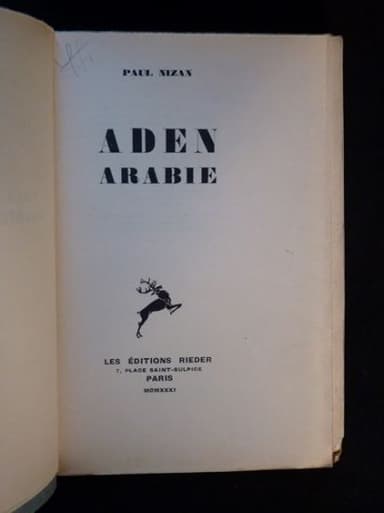 PAUL NIZAN
ADEN
ARABIE
LES ÉDITIONS RIEDER
7, PLACE SAINT-SULPICE
PARIS
MCMXXXI